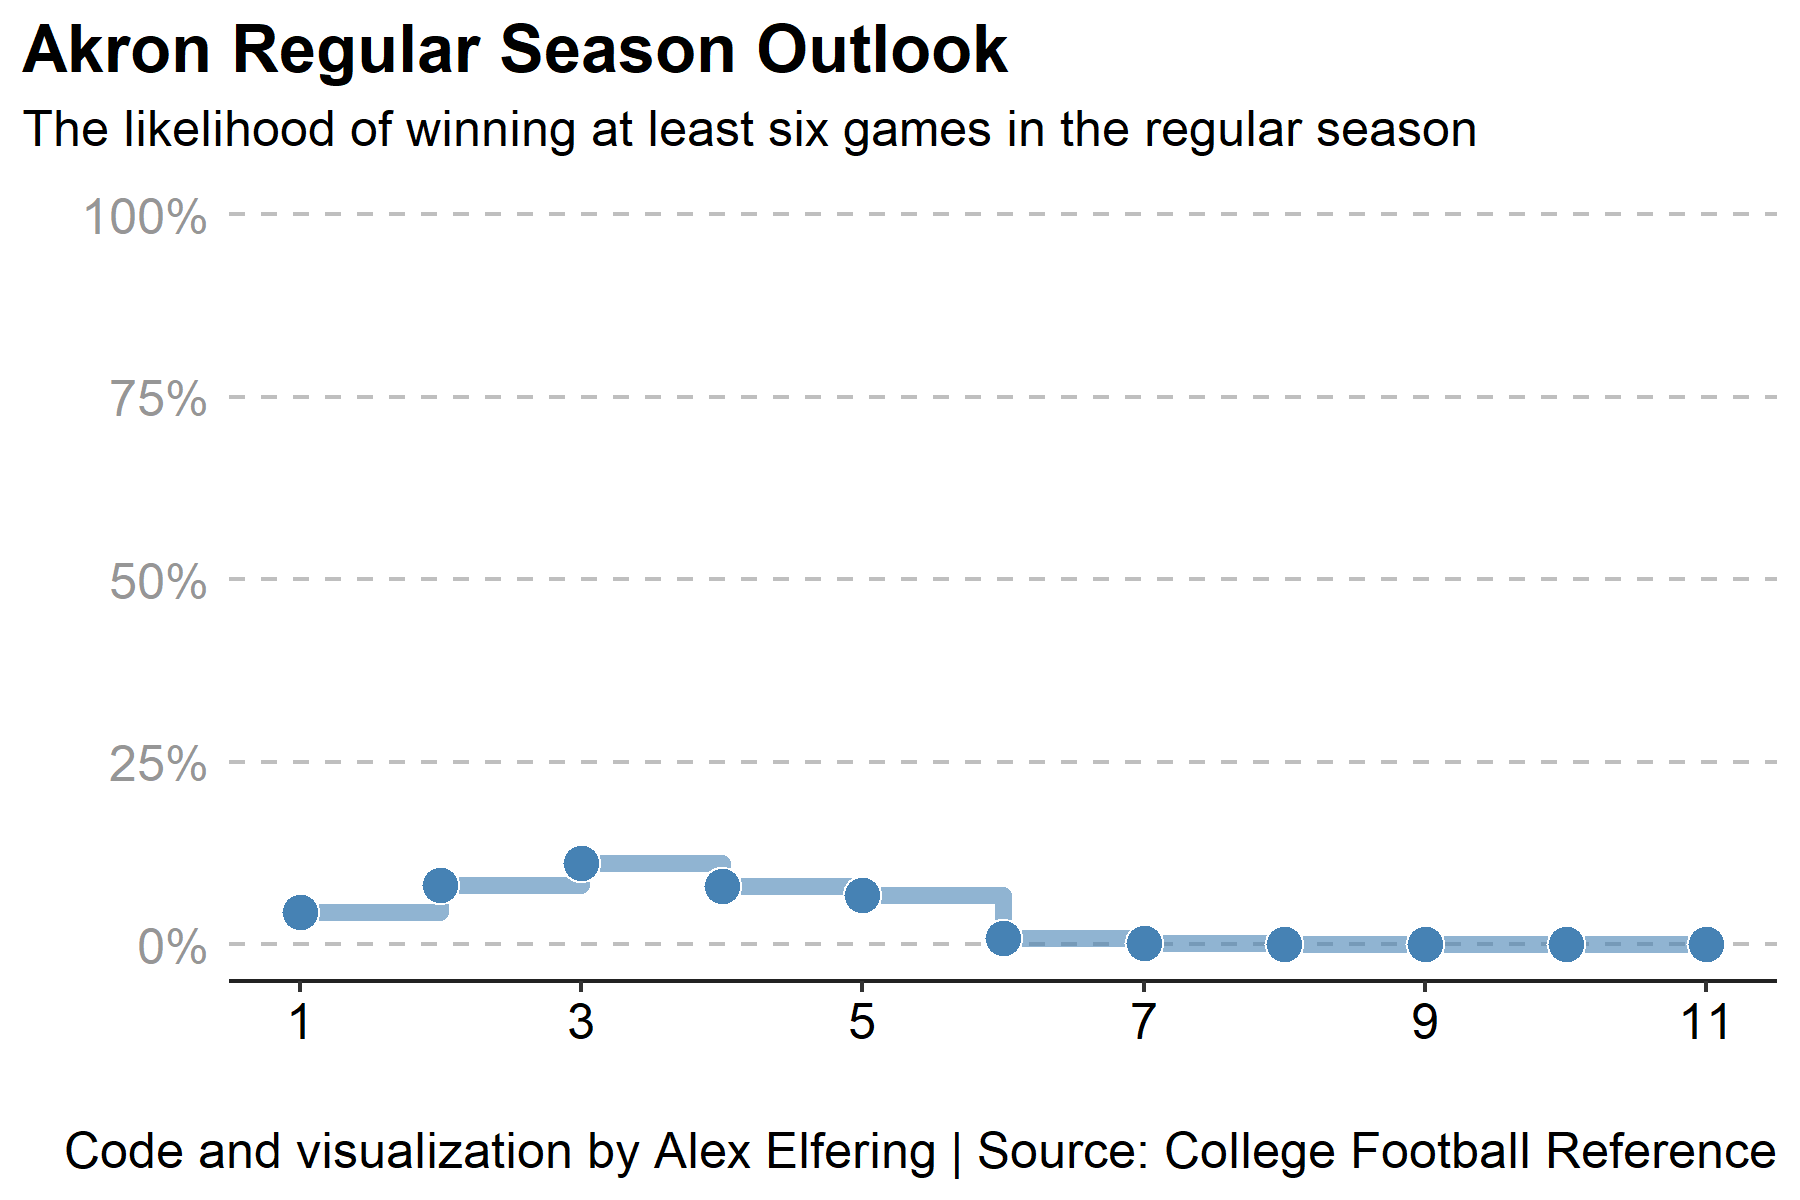 Akron Regular Season Outlook
The likelihood of winning at least six games in the regular season
100%
75%
50%
25%
0%
1 3 5 7 9 11
Code and visualization by Alex Elfering | Source: College Football Reference